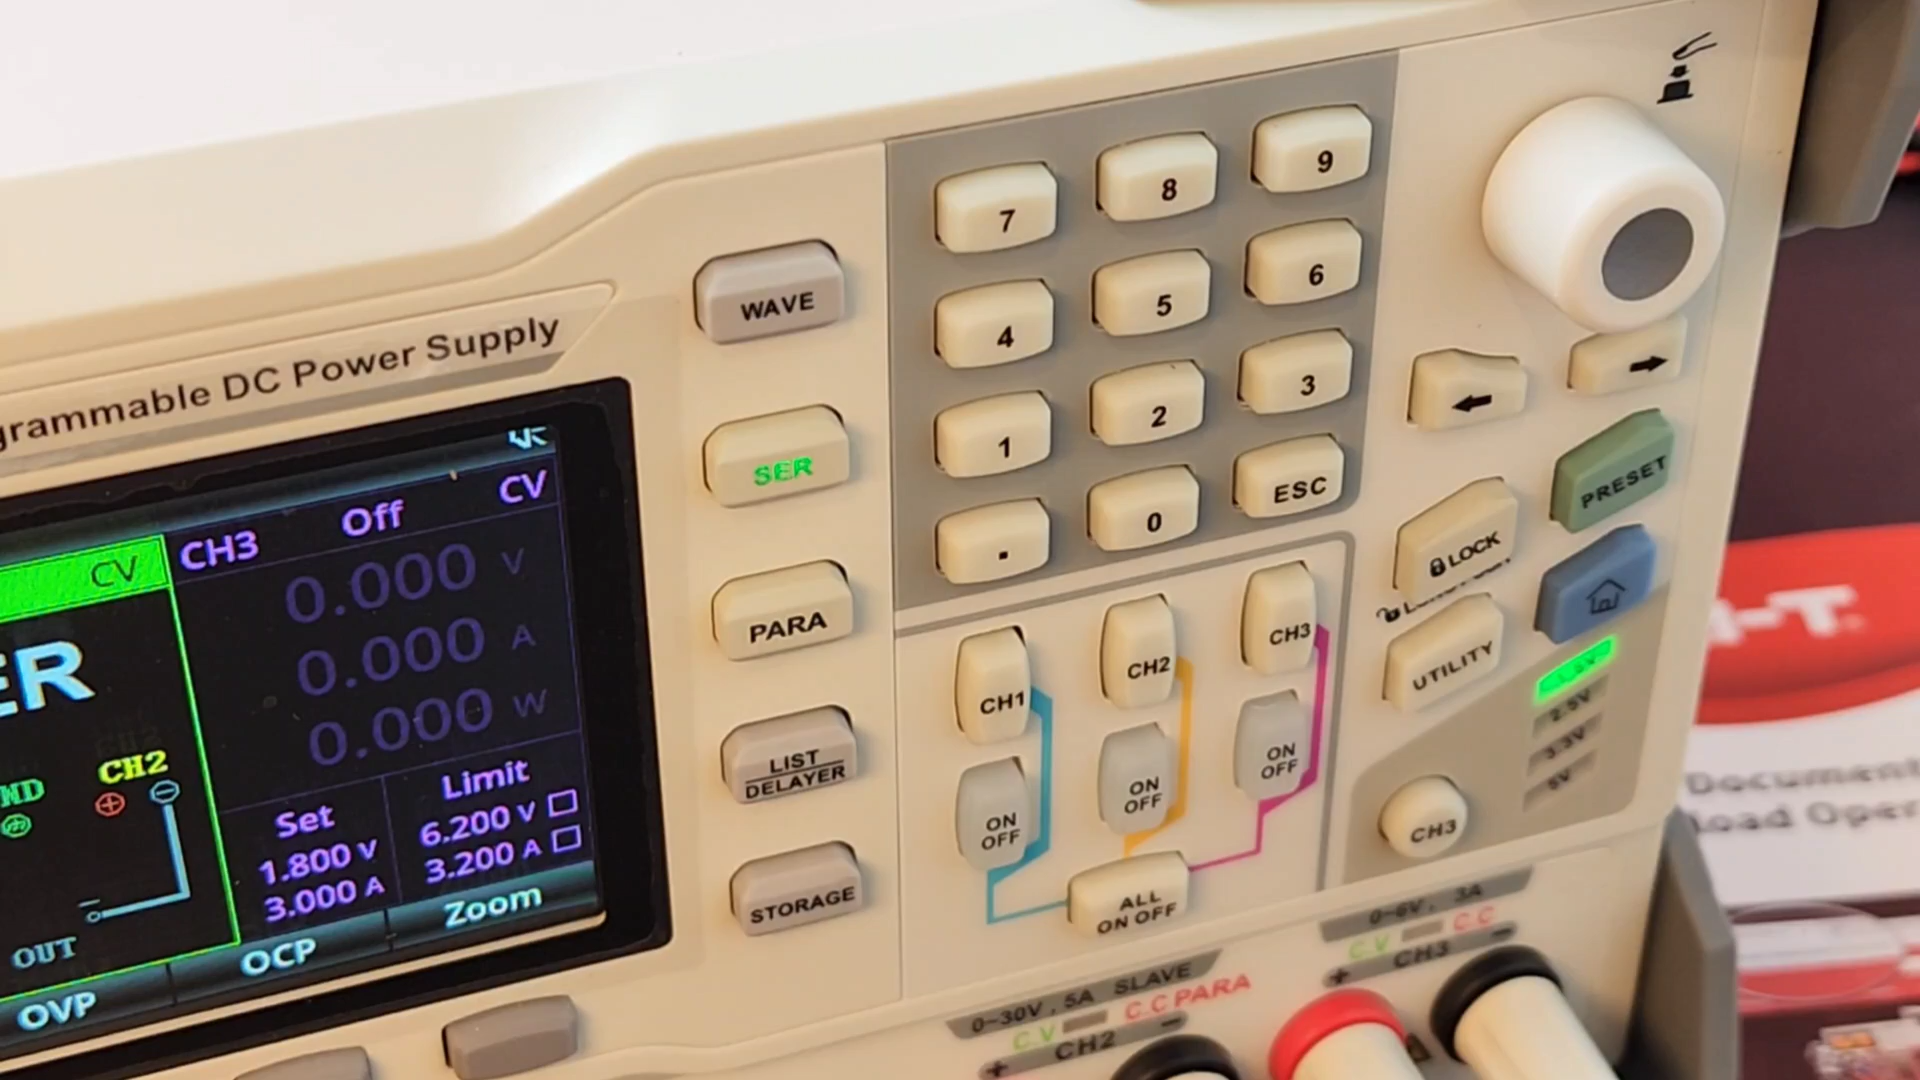 grammable DC Power Supply
CV
CH3 Off CV
0.000 V
0.000 A
0.000 W
ER
ND CH2
OUT
Set Limit
1.800 V 6.200 V
3.000 A 3.200 A
OVP OCP Zoom
WAVE
SER
PARA
LIST
DELAYER
STORAGE
7 8 9
4 5 6
1 2 3
. 0 ESC
CH1 CH2 CH3
ON
OFF
ON
OFF
ON
OFF
ALL
ON OFF
PRESET
LOCK
UTILITY
2.5V
3.3V
5V
CH3
0~30V, 5A SLAVE
C.V C.C PARA
+ CH2 −
0~6V, 3A
C.V C.C
+ CH3 −
Document